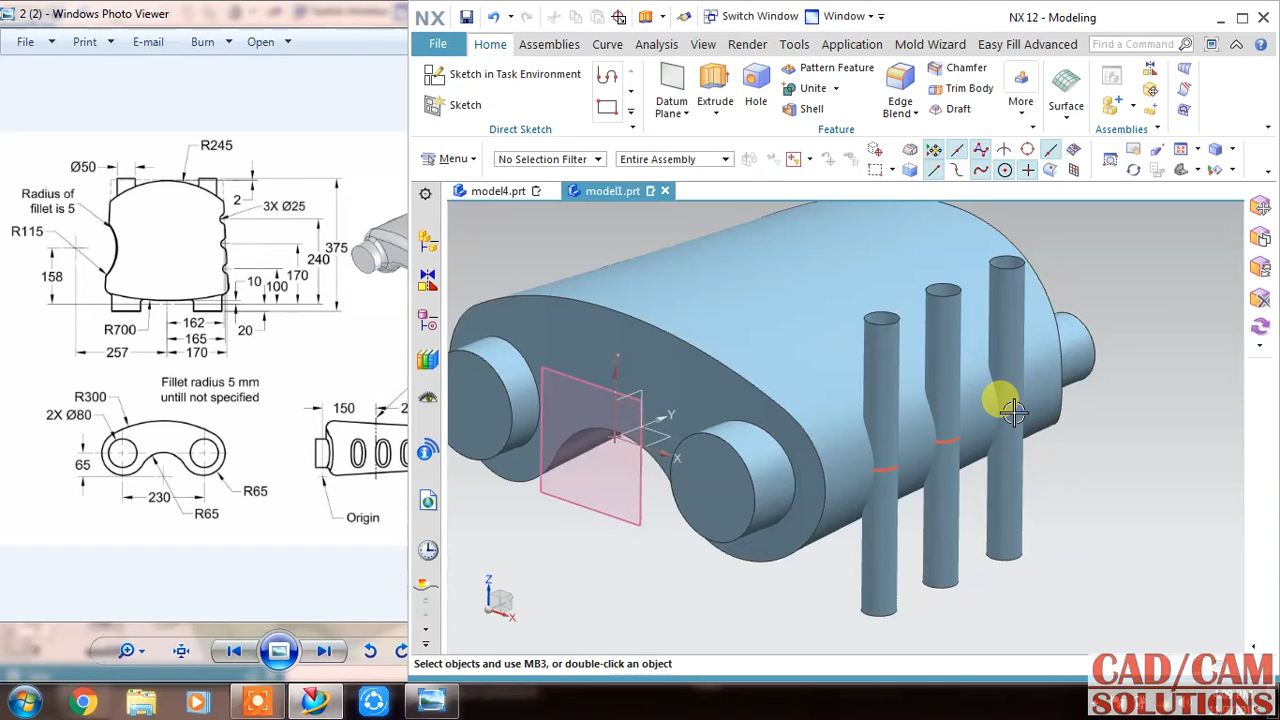 2 (2) - Windows Photo Viewer
File Print E-mail Burn Open
R245
Ø50
Radius of
fillet is 5
2
3X Ø25
R115
375
240
158
170
10
100
R700
162
20
165
257
170
Fillet radius 5 mm
untill not specified
R300
2X Ø80
150
2
65
230
R65
R65
Origin
NX
Switch Window
Window
NX 12 - Modeling
File Home Assemblies Curve Analysis View Render Tools Application Mold Wizard Easy Fill Advanced Find a Command
Sketch in Task Environment
Sketch
Direct Sketch
Datum
Plane
Extrude
Hole
Pattern Feature
Unite
Shell
Edge
Blend
Chamfer
Trim Body
Draft
More
Feature
Surface
Assemblies
Menu
No Selection Filter
Entire Assembly
model4.prt
model1.prt
Y
X
Z
X
Select objects and use MB3, or double-click an object
CAD/CAM
SOLUTIONS